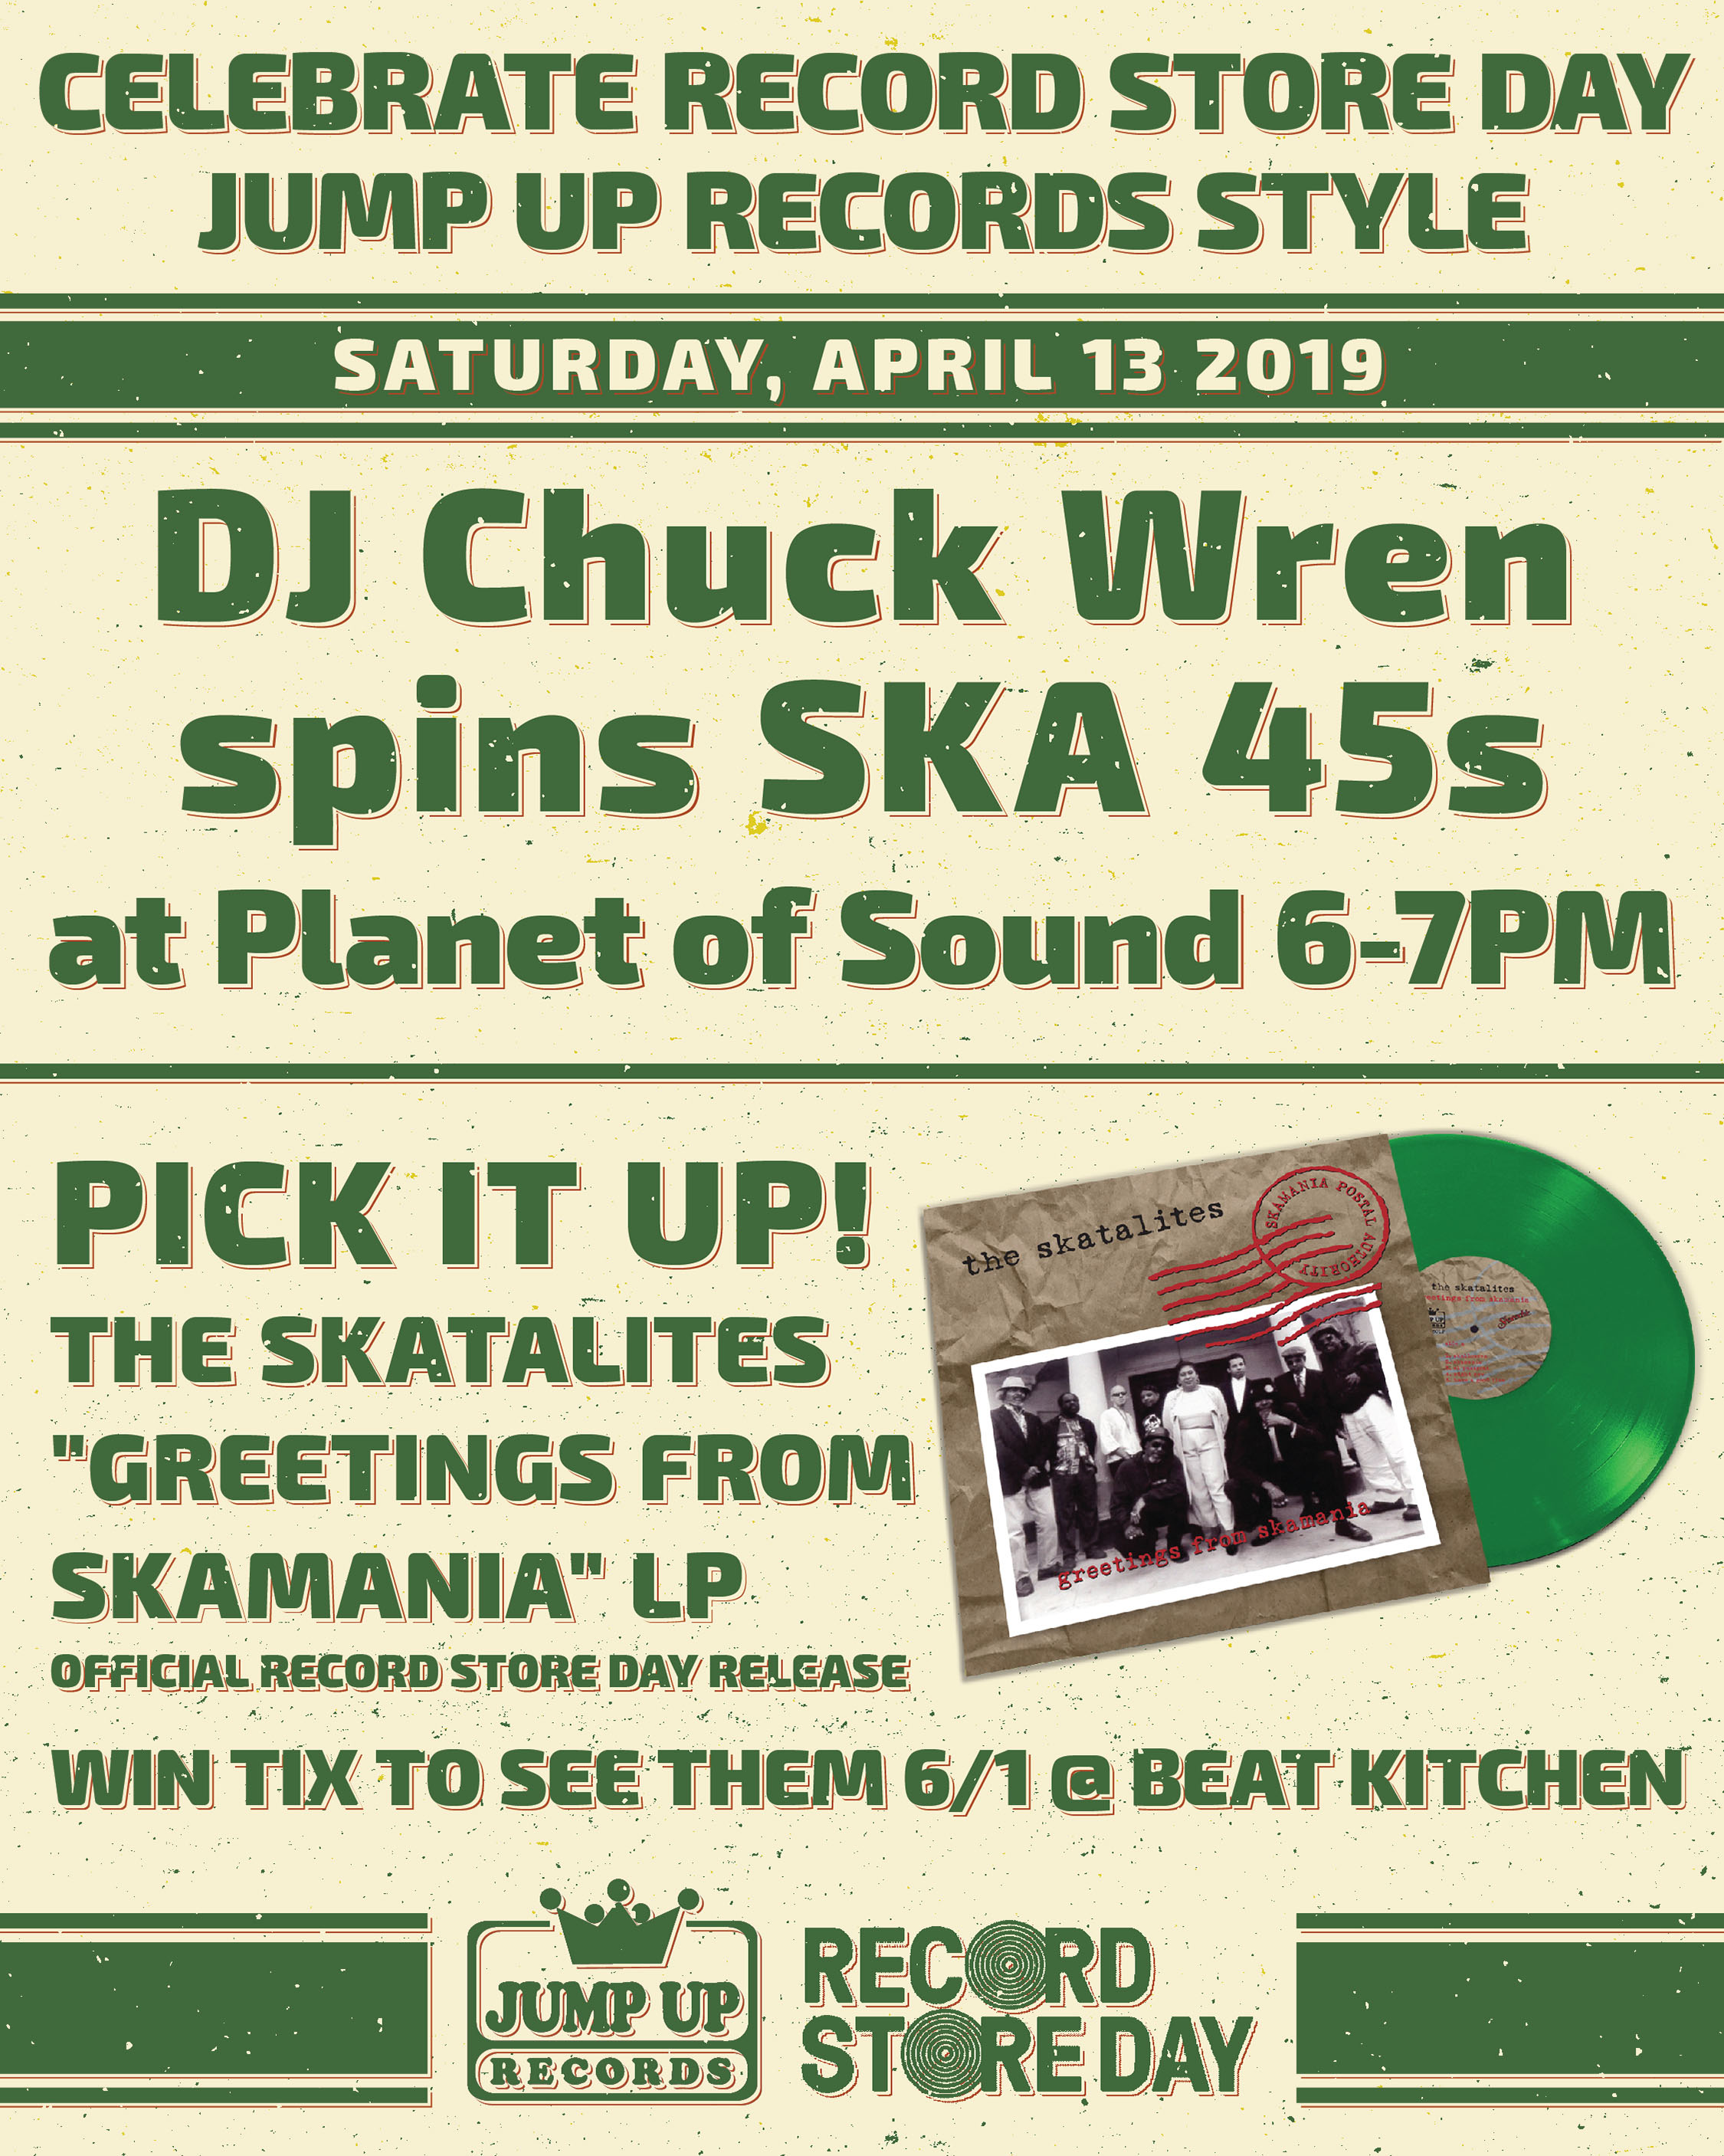 CELEBRATE RECORD STORE DAY
JUMP UP RECORDS STYLE
SATURDAY, APRIL 13 2019
DJ Chuck Wren
spins SKA 45s
at Planet of Sound 6-7PM
PICK IT UP!
THE SKATALITES
"GREETINGS FROM
SKAMANIA" LP
OFFICIAL RECORD STORE DAY RELEASE
the skatalites
SKAMANIA POSTAL AUTHORITY
greetings from skamania
the skatalites
greetings from skamania
WIN TIX TO SEE THEM 6/1 @ BEAT KITCHEN
JUMP UP
RECORDS
RECORD
STORE DAY